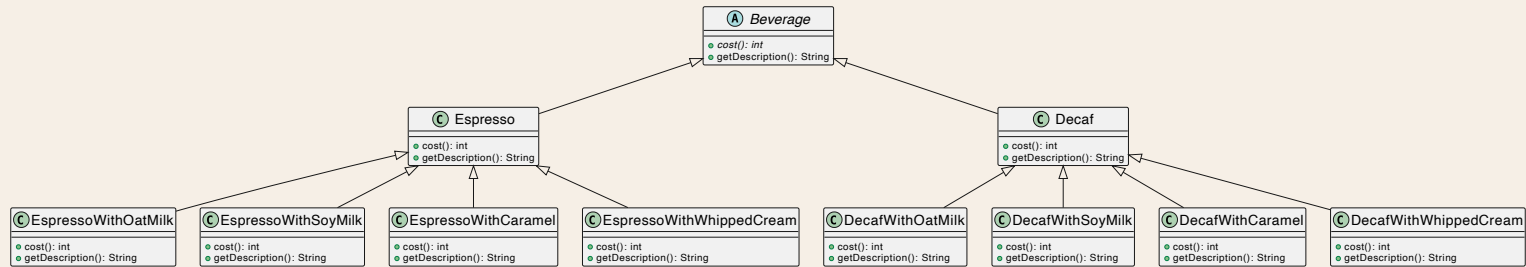 A Beverage
cost(): int
getDescription(): String
C Espresso
cost(): int
getDescription(): String
C Decaf
cost(): int
getDescription(): String
C EspressoWithOatMilk
cost(): int
getDescription(): String
C EspressoWithSoyMilk
cost(): int
getDescription(): String
C EspressoWithCaramel
cost(): int
getDescription(): String
C EspressoWithWhippedCream
cost(): int
getDescription(): String
C DecafWithOatMilk
cost(): int
getDescription(): String
C DecafWithSoyMilk
cost(): int
getDescription(): String
C DecafWithCaramel
cost(): int
getDescription(): String
C DecafWithWhippedCream
cost(): int
getDescription(): String